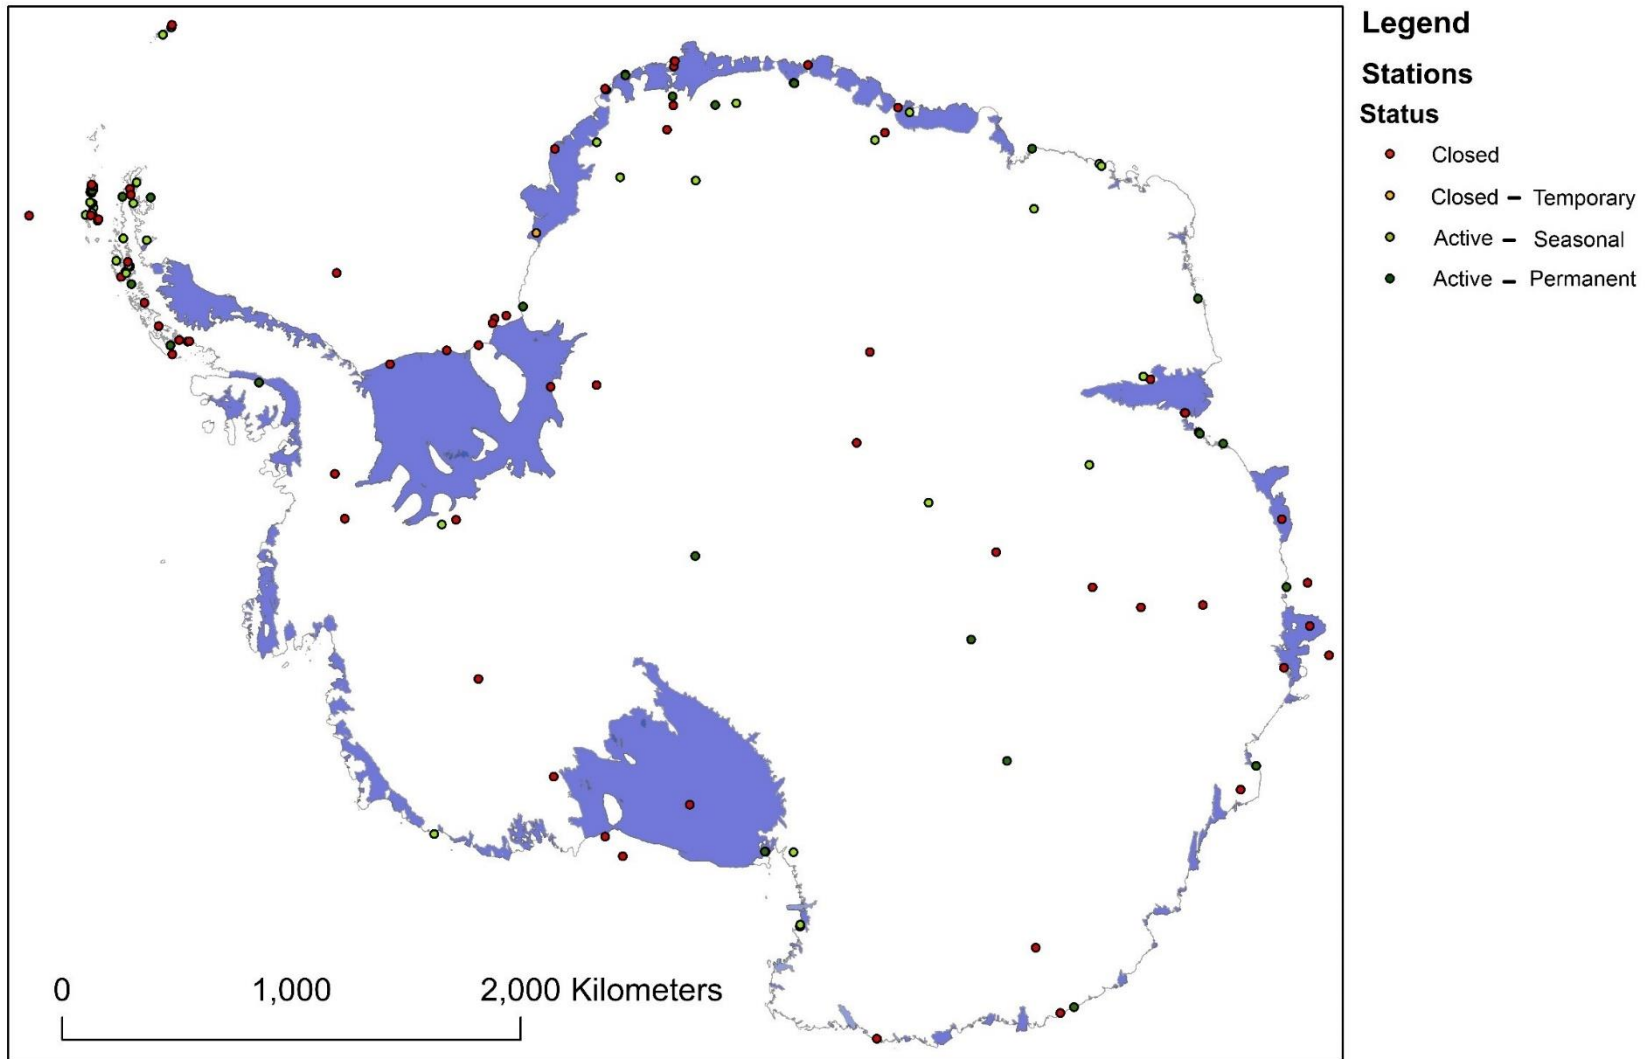 Legend
Stations
Status
Closed
Closed – Temporary
Active – Seasonal
Active – Permanent
0 1,000 2,000 Kilometers